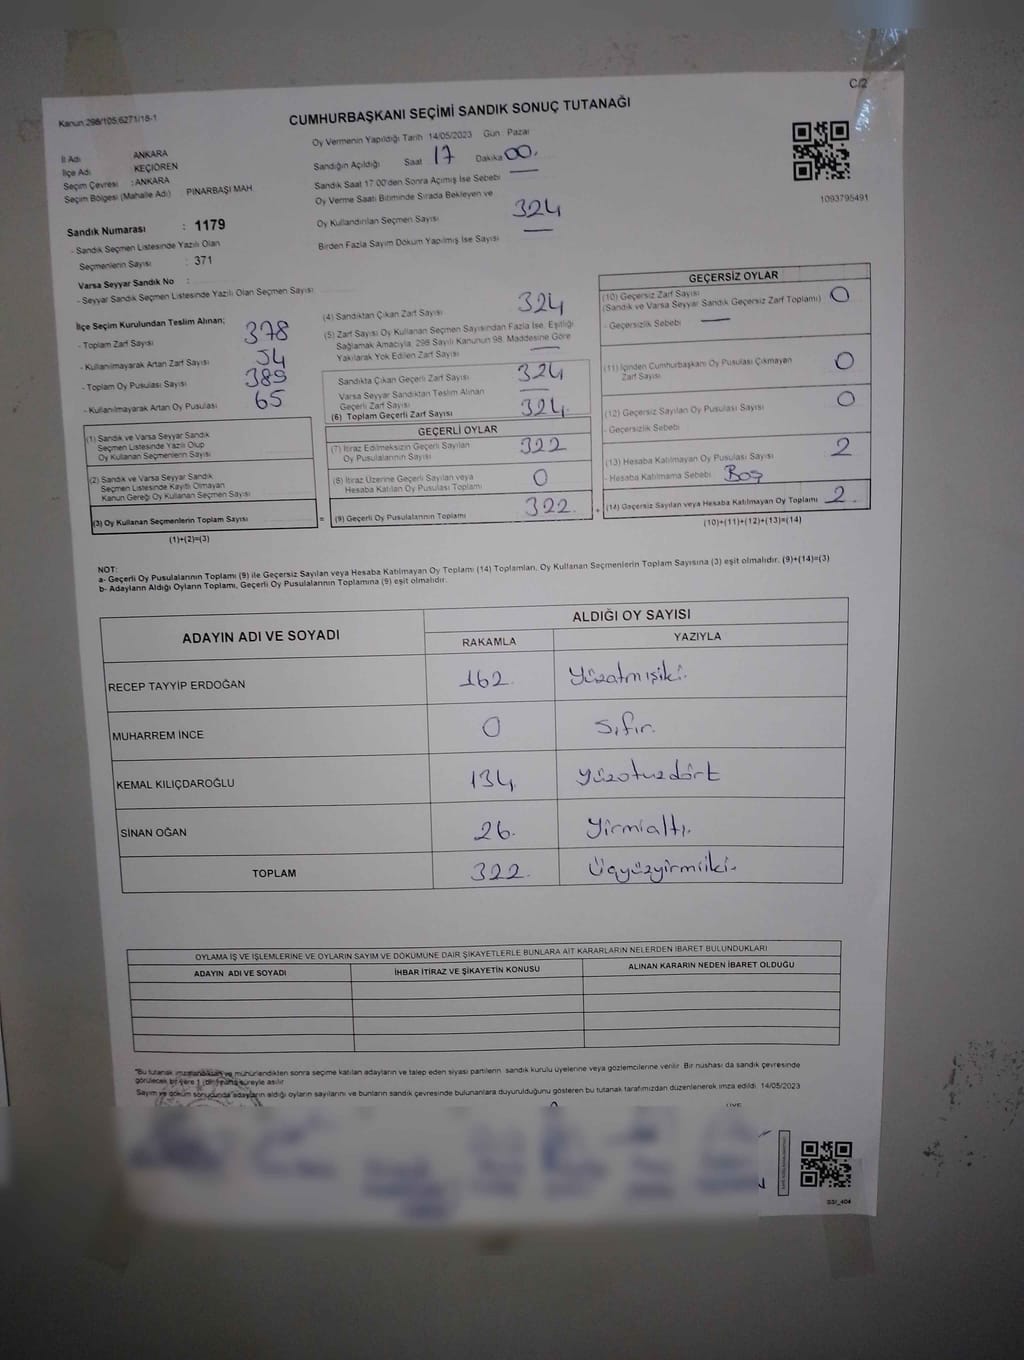 C/2
Kanun:298/105,6271/18-1
CUMHURBAŞKANI SEÇİMİ SANDIK SONUÇ TUTANAĞI
İl Adı ANKARA
İlçe Adı KEÇİÖREN
Seçim Çevresi : ANKARA
Seçim Bölgesi (Mahalle Adı) PINARBAŞI MAH
Sandık Numarası : 1179
- Sandık Seçmen Listesinde Yazılı Olan
Seçmenlerin Sayısı : 371
Varsa Seyyar Sandık No :
- Seyyar Sandık Seçmen Listesinde Yazılı Olan Seçmen Sayısı
Oy Vermenin Yapıldığı Tarih 14/05/2023 Gün Pazar
Sandığın Açıldığı Saat 17 Dakika 00.
Sandık Saat 17:00'den Sonra Açılmış İse Sebebi —
Oy Verme Saati Bitiminde Sırada Bekleyen ve
Oy Kullandırılan Seçmen Sayısı 324
Birden Fazla Sayım Döküm Yapılmış İse Sayısı —
1093795491
İlçe Seçim Kurulundan Teslim Alınan;
- Toplam Zarf Sayısı 378
- Kullanılmayarak Artan Zarf Sayısı 54
- Toplam Oy Pusulası Sayısı 389
- Kullanılmayarak Artan Oy Pusulası 65
(1) Sandık ve Varsa Seyyar Sandık
Seçmen Listesinde Yazılı Olup
Oy Kullanan Seçmenlerin Sayısı
(2) Sandık ve Varsa Seyyar Sandık
Seçmen Listesinde Kayıtlı Olmayan
Kanun Gereği Oy Kullanan Seçmen Sayısı
(3) Oy Kullanan Seçmenlerin Toplam Sayısı =
(1)+(2)=(3)
(4) Sandıktan Çıkan Zarf Sayısı 324
(5) Zarf Sayısı Oy Kullanan Seçmen Sayısından Fazla İse, Eşitliği
Sağlamak Amacıyla, 298 Sayılı Kanunun 98. Maddesine Göre
Yakılarak Yok Edilen Zarf Sayısı —
Sandıkta Çıkan Geçerli Zarf Sayısı 324
Varsa Seyyar Sandıktan Teslim Alınan
Geçerli Zarf Sayısı —
(6) Toplam Geçerli Zarf Sayısı 324.
GEÇERLİ OYLAR
(7) İtiraz Edilmeksizin Geçerli Sayılan
Oy Pusulalarının Sayısı 322
(8) İtiraz Üzerine Geçerli Sayılan veya
Hesaba Katılan Oy Pusulası Toplamı 0
(9) Geçerli Oy Pusulalarının Toplamı 322. +
GEÇERSİZ OYLAR
(10) Geçersiz Zarf Sayısı
(Sandık ve Varsa Seyyar Sandık Geçersiz Zarf Toplamı) 0
- Geçersizlik Sebebi —
(11) İçinden Cumhurbaşkanı Oy Pusulası Çıkmayan
Zarf Sayısı 0
(12) Geçersiz Sayılan Oy Pusulası Sayısı 0
- Geçersizlik Sebebi
(13) Hesaba Katılmayan Oy Pusulası Sayısı 2
- Hesaba Katılmama Sebebi Boş
(14) Geçersiz Sayılan veya Hesaba Katılmayan Oy Toplamı 2.
(10)+(11)+(12)+(13)=(14)
NOT:
a- Geçerli Oy Pusulalarının Toplamı (9) ile Geçersiz Sayılan veya Hesaba Katılmayan Oy Toplamı (14) Toplamları, Oy Kullanan Seçmenlerin Toplam Sayısına (3) eşit olmalıdır. (9)+(14)=(3)
b- Adayların Aldığı Oyların Toplamı, Geçerli Oy Pusulalarının Toplamına (9) eşit olmalıdır.
ADAYIN ADI VE SOYADI ALDIĞI OY SAYISI
RAKAMLA YAZIYLA
RECEP TAYYİP ERDOĞAN 162. Yüzatmışiki.
MUHARREM İNCE 0 Sıfır.
KEMAL KILIÇDAROĞLU 134. Yüzotuzdört
SİNAN OĞAN 26. Yirmialtı.
TOPLAM 322. Üçyüzyirmiiki.
OYLAMA İŞ VE İŞLEMLERİNE VE OYLARIN SAYIM VE DÖKÜMÜNE DAİR ŞİKAYETLERLE BUNLARA AİT KARARLARIN NELERDEN İBARET BULUNDUKLARI
ADAYIN ADI VE SOYADI İHBAR İTİRAZ VE ŞİKAYETİN KONUSU ALINAN KARARIN NEDEN İBARET OLDUĞU
"Bu tutanak imzalandıktan ve mühürlendikten sonra seçime katılan adayların ve talep eden siyasi partilerin sandık kurulu üyelerine veya gözlemcilerine verilir. Bir nüshası da sandık çevresinde
görülecek bir yere 1 (bir) hafta süreyle asılır
Sayım ve döküm sonucunda adayların aldığı oyların sayılarını ve bunların sandık çevresinde bulunanlara duyurulduğunu gösteren bu tutanak tarafımızdan düzenlenerek imza edildi. 14/05/2023
ÜYE
SSI_404